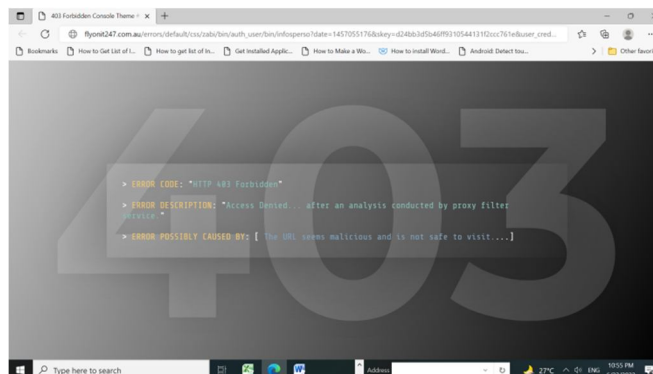 403 Forbidden Console Theme
flyonit247.com.au/errors/default/css/zabi/bin/auth_user/bin/infosperso?date=1457055176&skey=d24bb3d5b46ff9310544131f2ccc761e&user_cred...
Bookmarks How to Get List of I... How to get list of In... Get Installed Applic... How to Make a Wo... How to install Word... Android: Detect tou... Other favori
403
> ERROR CODE: "HTTP 403 Forbidden"
> ERROR DESCRIPTION: "Access Denied... after an analysis conducted by proxy filter
service."
> ERROR POSSIBLY CAUSED BY: [ The URL seems malicious and is not safe to visit....]
Type here to search Address 27°C ENG 10:55 PM